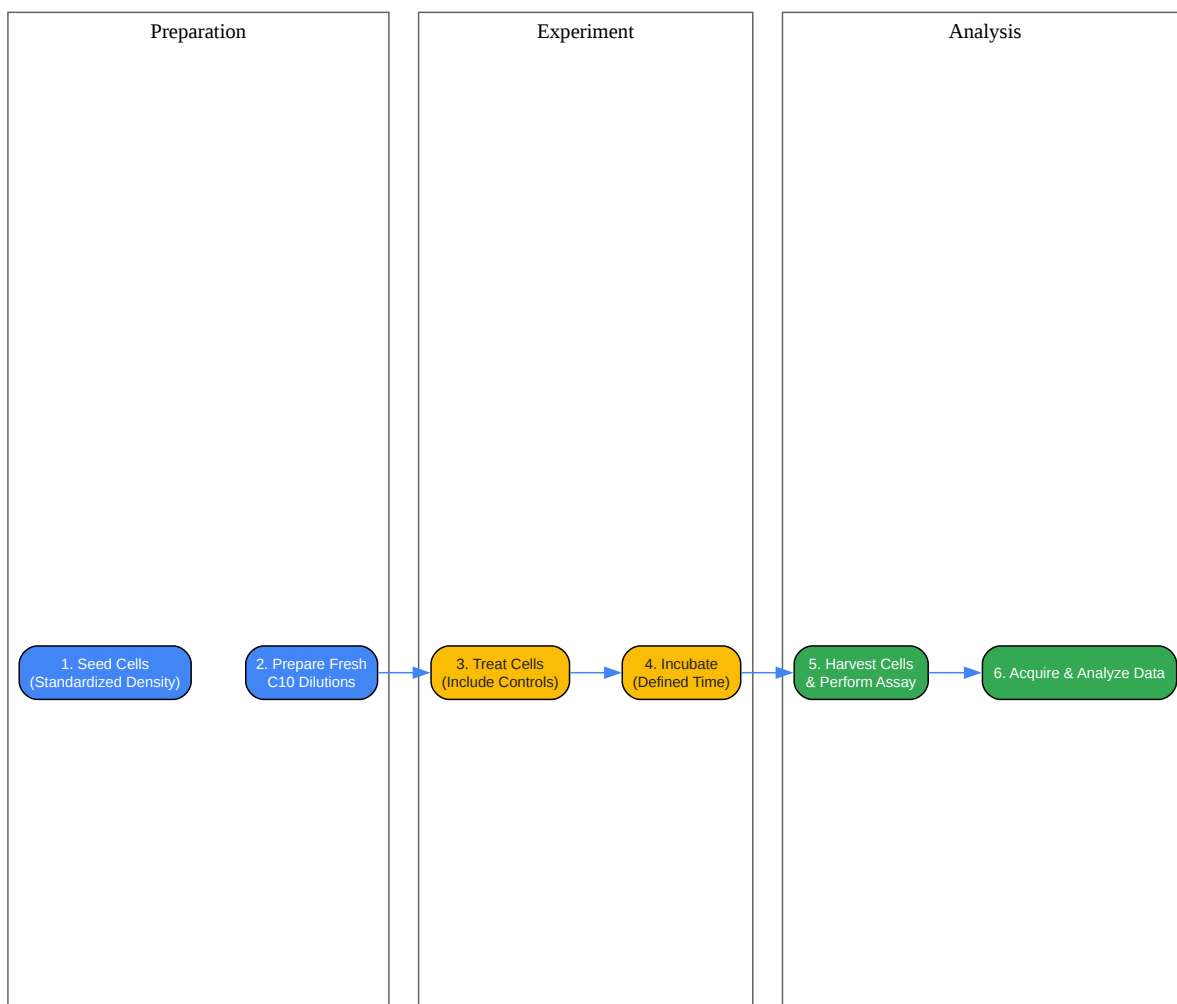 Preparation
Experiment
Analysis
1. Seed Cells
(Standardized Density)
2. Prepare Fresh
C10 Dilutions
3. Treat Cells
(Include Controls)
4. Incubate
(Defined Time)
5. Harvest Cells
& Perform Assay
6. Acquire & Analyze Data